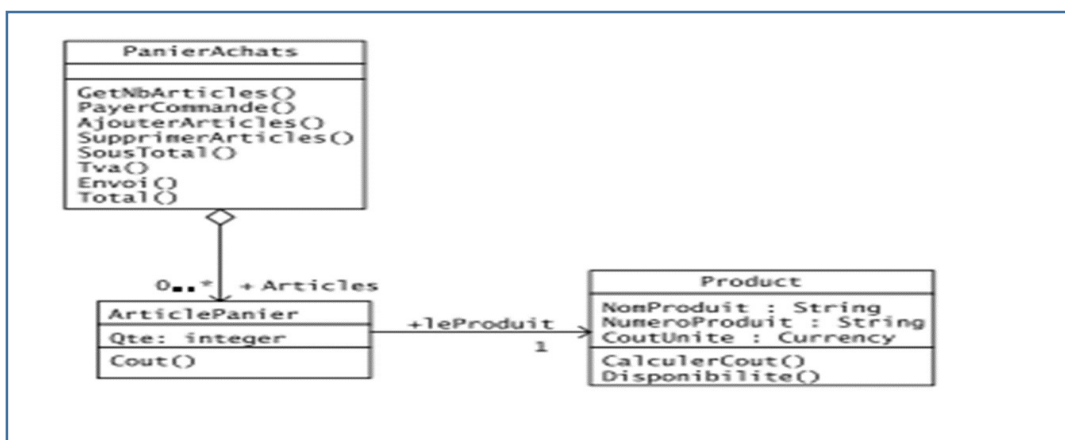 PanierAchats
GetNbArticles()
PayerCommande()
AjouterArticles()
SupprimerArticles()
SousTotal()
Tva()
Envoi()
Total()
0..* + Articles
ArticlePanier
Qte: integer
Cout()
+leProduit
1
Product
NomProduit : String
NumeroProduit : String
CoutUnite : Currency
CalculerCout()
Disponibilite()